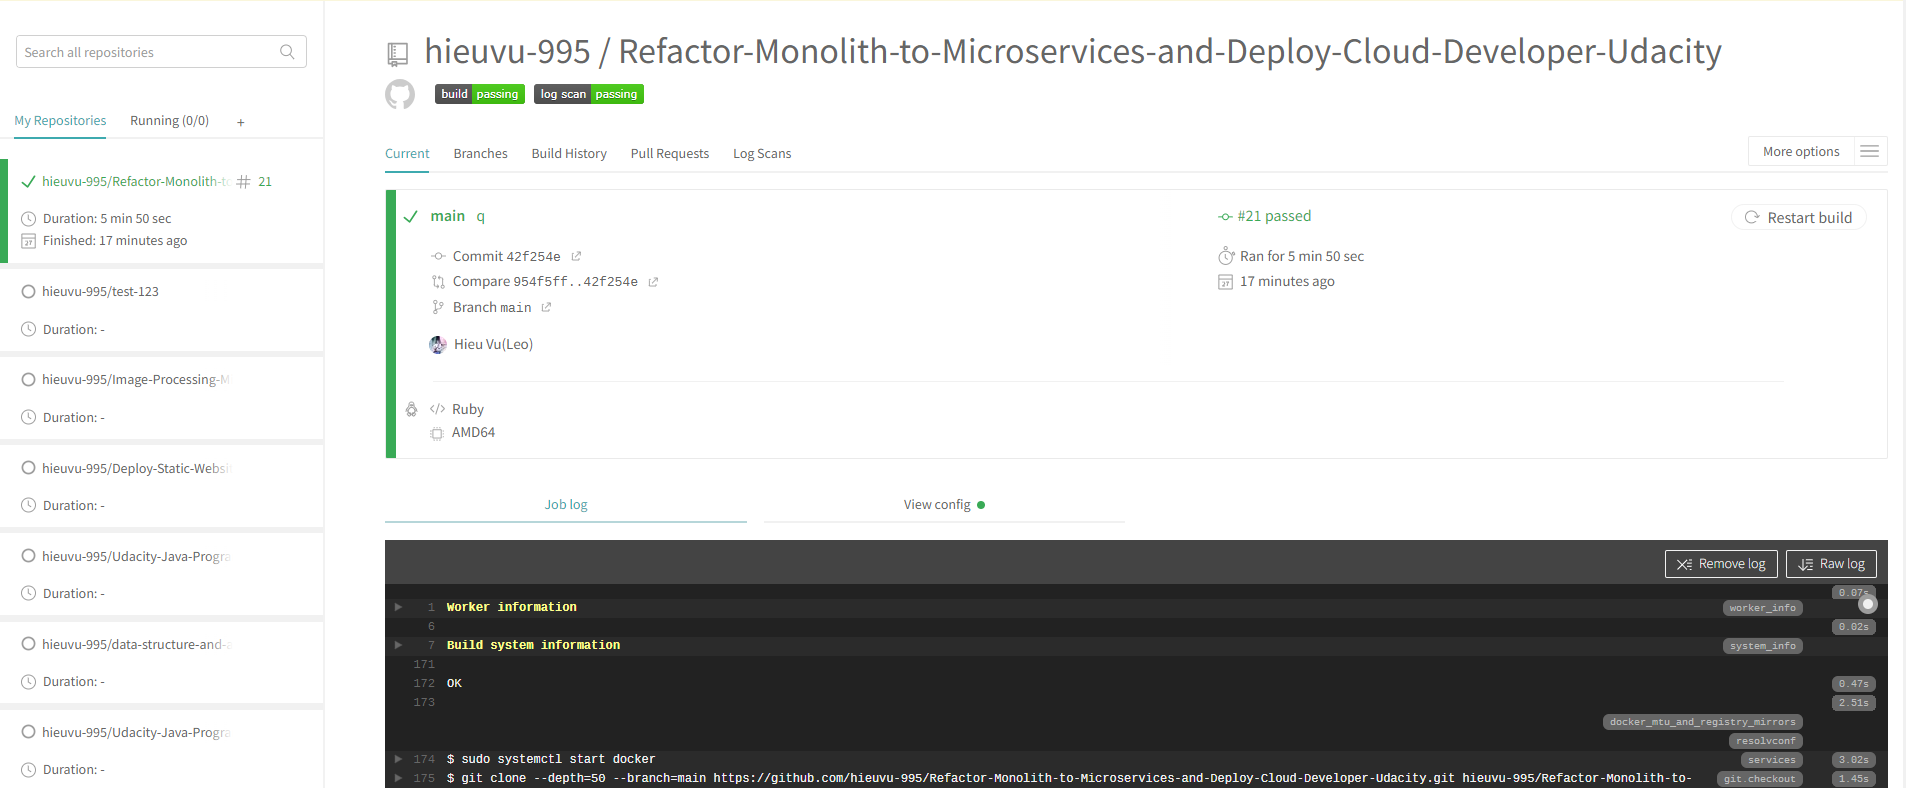 Search all repositories
My Repositories Running (0/0) +
hieuvu-995/Refactor-Monolith- # 21
Duration: 5 min 50 sec
Finished: 17 minutes ago
hieuvu-995/test-123
Duration: -
hieuvu-995/Image-Processing-M
Duration: -
hieuvu-995/Deploy-Static-Websi
Duration: -
hieuvu-995/Udacity-Java-Progra
Duration: -
hieuvu-995/data-structure-and-a
Duration: -
hieuvu-995/Udacity-Java-Progra
Duration: -
hieuvu-995 / Refactor-Monolith-to-Microservices-and-Deploy-Cloud-Developer-Udacity
build passing log scan passing
Current Branches Build History Pull Requests Log Scans More options
main q #21 passed Restart build
Commit 42f254e Ran for 5 min 50 sec
Compare 954f5ff..42f254e 17 minutes ago
Branch main
Hieu Vu(Leo)
</> Ruby
AMD64
Job log View config
Remove log Raw log
0.07s
1 Worker information worker_info
6 0.02s
7 Build system information system_info
171
172 OK 0.47s
173 2.51s
docker_mtu_and_registry_mirrors
resolvconf
174 $ sudo systemctl start docker services 3.02s
175 $ git clone --depth=50 --branch=main https://github.com/hieuvu-995/Refactor-Monolith-to-Microservices-and-Deploy-Cloud-Developer-Udacity.git hieuvu-995/Refactor-Monolith-to- git.checkout 1.45s